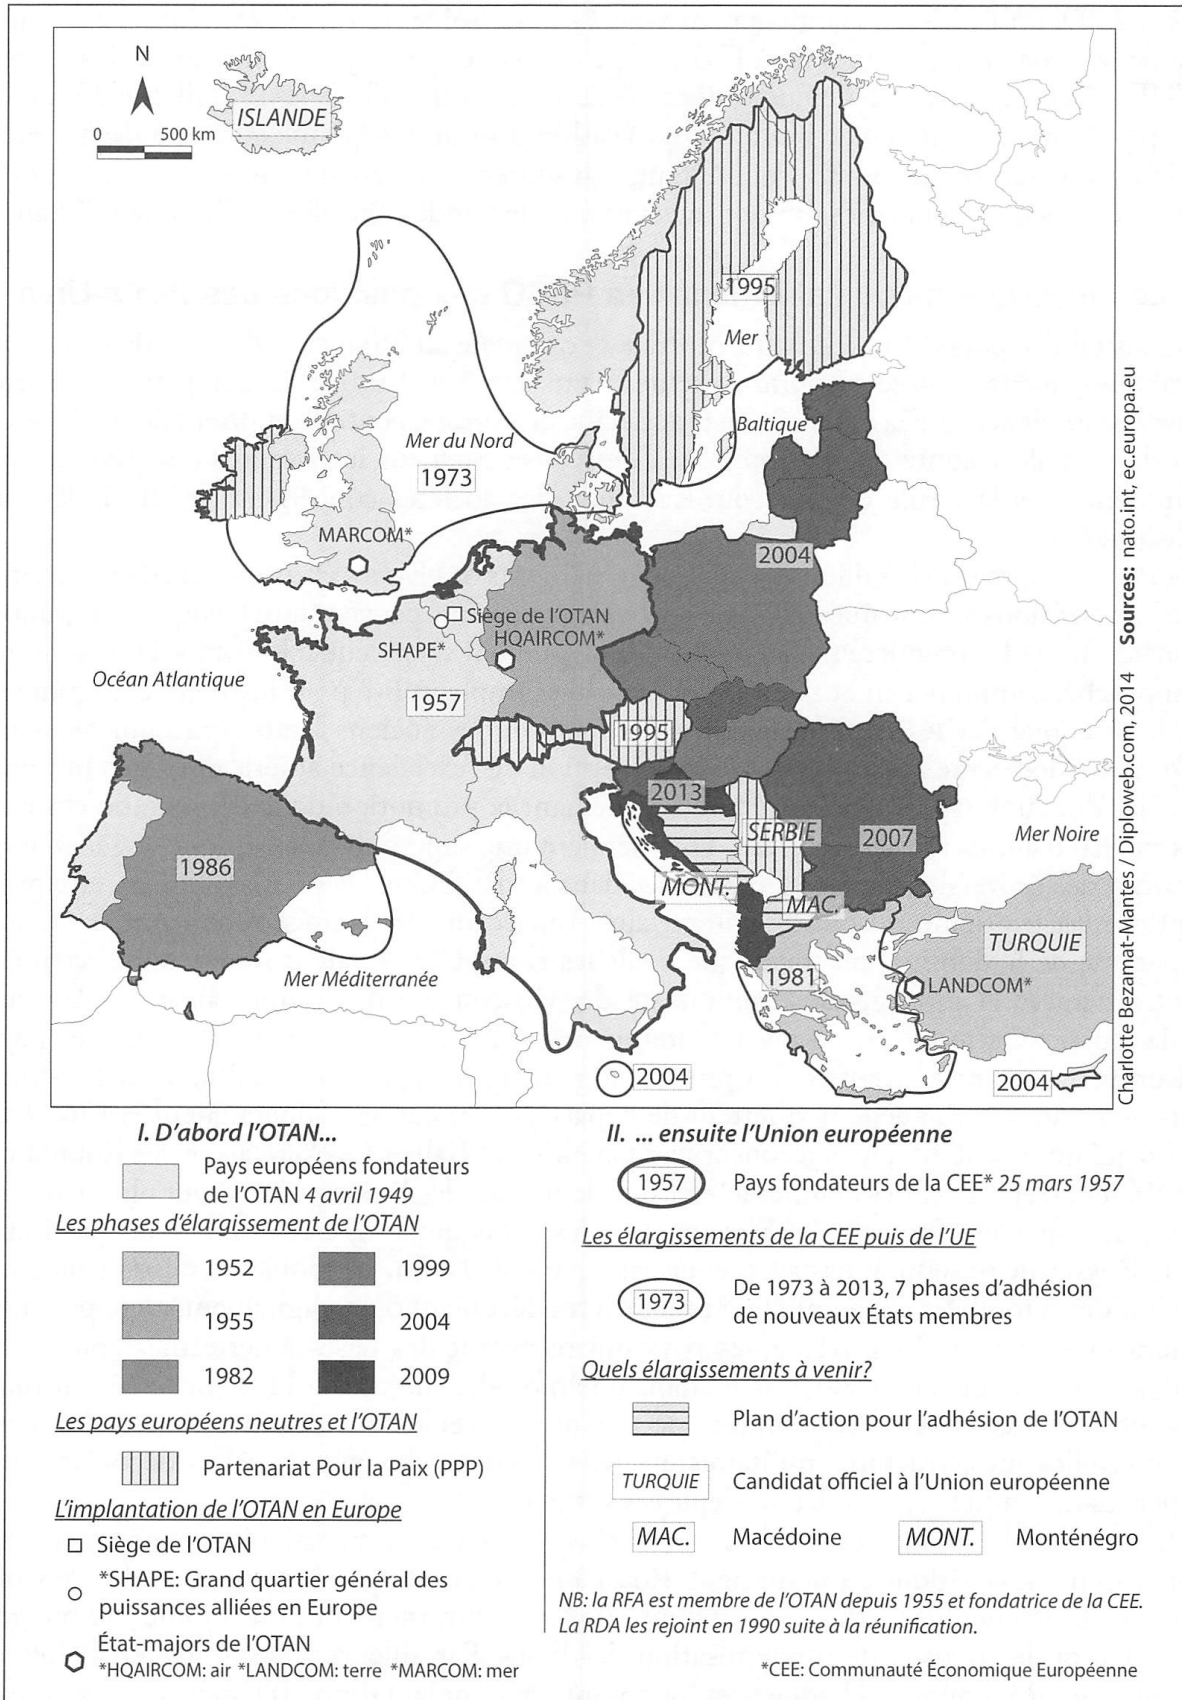 N
ISLANDE
0 500 km
1995
Mer
Baltique
Mer du Nord
1973
MARCOM*
2004
Siège de l'OTAN
HQAIRCOM*
SHAPE*
Océan Atlantique
1957
1995
2013
SERBIE
2007
Mer Noire
1986
MONT.
MAC.
TURQUIE
Mer Méditerranée
1981
LANDCOM*
2004
2004
Charlotte Bezamat-Mantes / Diploweb.com, 2014 Sources: nato.int, ec.europa.eu
I. D'abord l'OTAN...
Pays européens fondateurs
de l'OTAN 4 avril 1949
Les phases d'élargissement de l'OTAN
1952 1999
1955 2004
1982 2009
Les pays européens neutres et l'OTAN
Partenariat Pour la Paix (PPP)
L'implantation de l'OTAN en Europe
Siège de l'OTAN
*SHAPE: Grand quartier général des
puissances alliées en Europe
État-majors de l'OTAN
*HQAIRCOM: air *LANDCOM: terre *MARCOM: mer
II. ... ensuite l'Union européenne
1957 Pays fondateurs de la CEE* 25 mars 1957
Les élargissements de la CEE puis de l'UE
1973 De 1973 à 2013, 7 phases d'adhésion
de nouveaux États membres
Quels élargissements à venir?
Plan d'action pour l'adhésion de l'OTAN
TURQUIE Candidat officiel à l'Union européenne
MAC. Macédoine MONT. Monténégro
NB: la RFA est membre de l'OTAN depuis 1955 et fondatrice de la CEE.
La RDA les rejoint en 1990 suite à la réunification.
*CEE: Communauté Économique Européenne